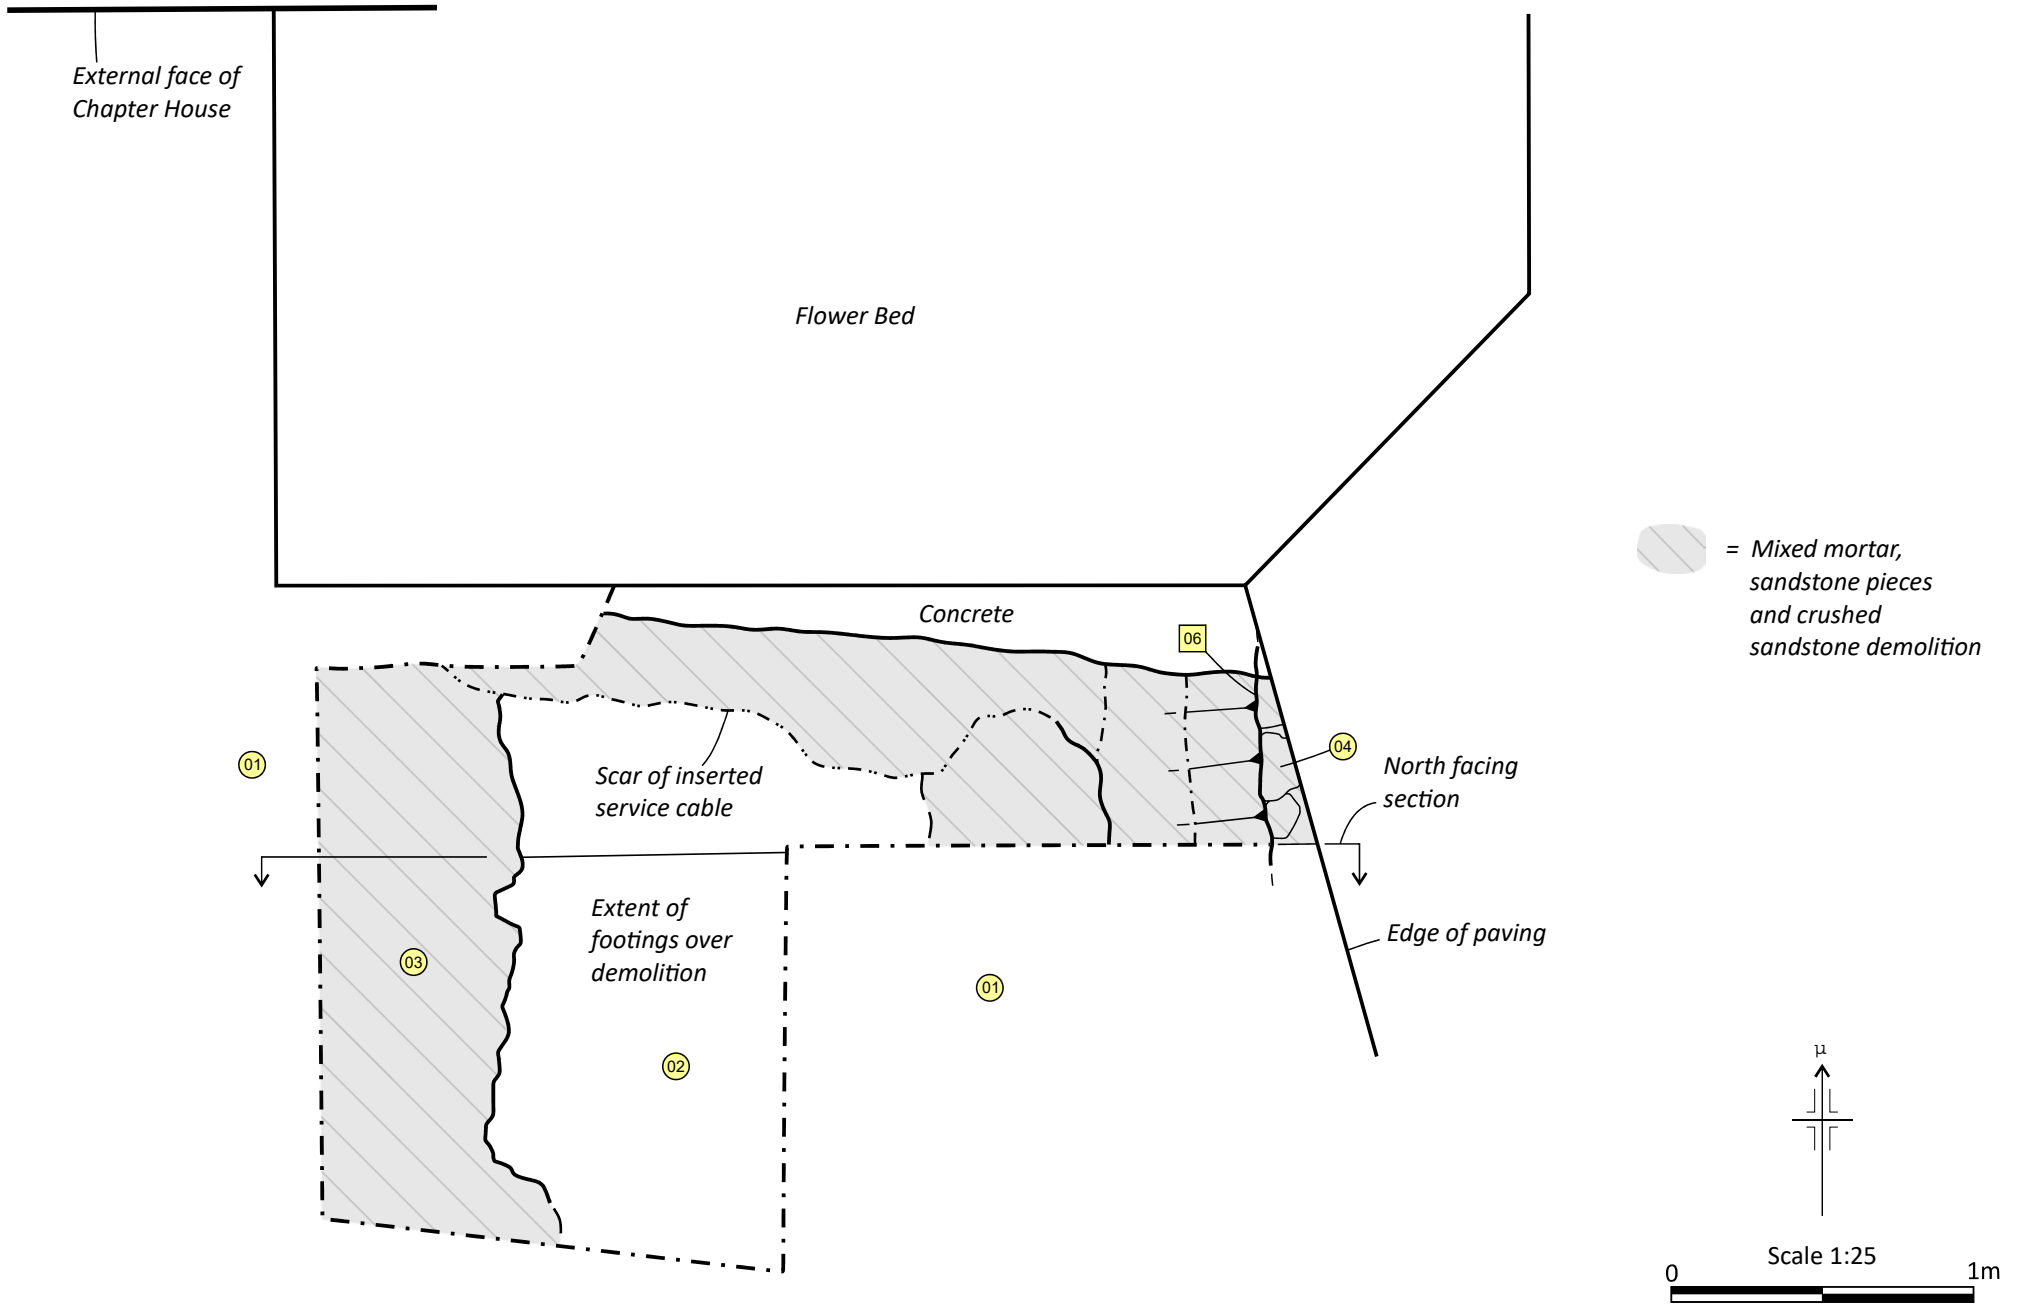 External face of
Chapter House
Flower Bed
= Mixed mortar,
sandstone pieces
and crushed
sandstone demolition
Concrete
06
04
01
Scar of inserted
service cable
North facing
section
Extent of
footings over
demolition
Edge of paving
03
01
02
µ
Scale 1:25
0 1m